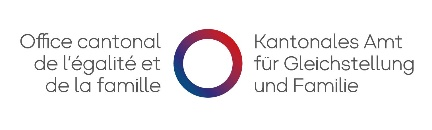 Office cantonal
de l'égalité et
de la famille
Kantonales Amt
für Gleichstellung
und Familie